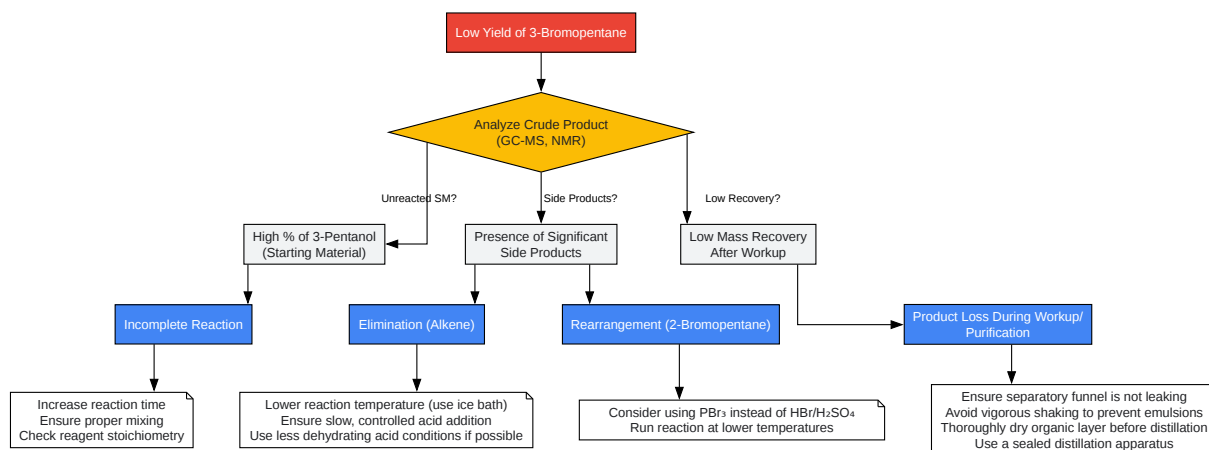 Low Yield of 3-Bromopentane
Analyze Crude Product
(GC-MS, NMR)
Unreacted SM?
Side Products?
Low Recovery?
High % of 3-Pentanol
(Starting Material)
Presence of Significant
Side Products
Low Mass Recovery
After Workup
Incomplete Reaction
Elimination (Alkene)
Rearrangement (2-Bromopentane)
Product Loss During Workup/
Purification
Increase reaction time
Ensure proper mixing
Check reagent stoichiometry
Lower reaction temperature (use ice bath)
Ensure slow, controlled acid addition
Use less dehydrating acid conditions if possible
Consider using PBr₃ instead of HBr/H₂SO₄
Run reaction at lower temperatures
Ensure separatory funnel is not leaking
Avoid vigorous shaking to prevent emulsions
Thoroughly dry organic layer before distillation
Use a sealed distillation apparatus